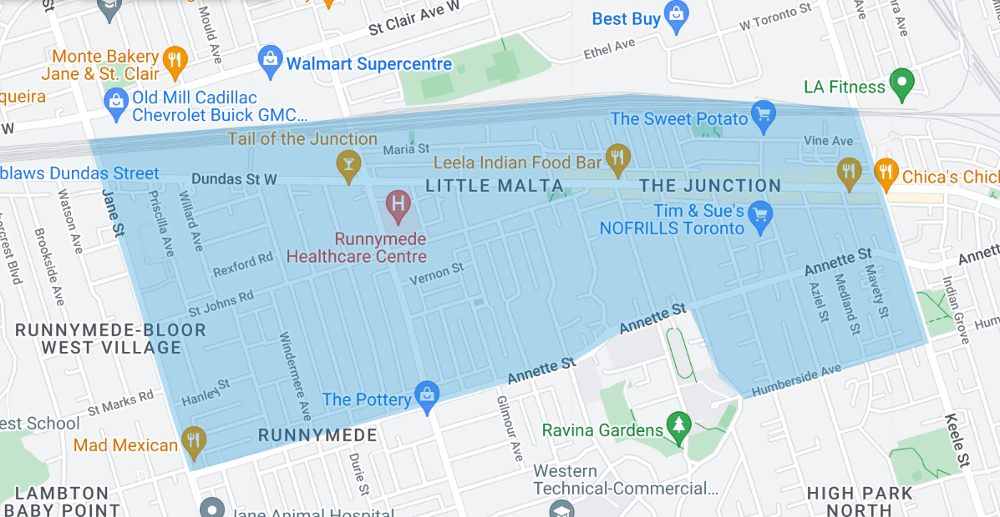 St Clair Ave W
Mould Ave
Best Buy
W Toronto St
Ethel Ave
Monte Bakery
Jane & St. Clair
Walmart Supercentre
LA Fitness
queira
Old Mill Cadillac
Chevrolet Buick GMC...
W
The Sweet Potato
Tail of the Junction
Maria St
Vine Ave
Leela Indian Food Bar
blaws Dundas Street
Dundas St W
LITTLE MALTA
THE JUNCTION
Chica's Chick
Jane St
Watson Ave
Priscilla Ave
Willard Ave
Tim & Sue's
NOFRILLS Toronto
Runnymede
Healthcare Centre
Brookside Ave
Rexford Rd
Vernon St
Annette St
Annette
Aziel St
Medland St
Mavety St
Indian Grove
St Johns Rd
Annette St
RUNNYMEDE-BLOOR
WEST VILLAGE
Windermere Ave
Annette St
Humberside Ave
Hum
Hanley St
The Pottery
St Marks Rd
est School
Mad Mexican
RUNNYMEDE
Gilmour Ave
Ravina Gardens
Keele St
Durie St
Western
Technical-Commercial...
LAMBTON
BABY POINT
HIGH PARK
NORTH
Jane Animal Hospital